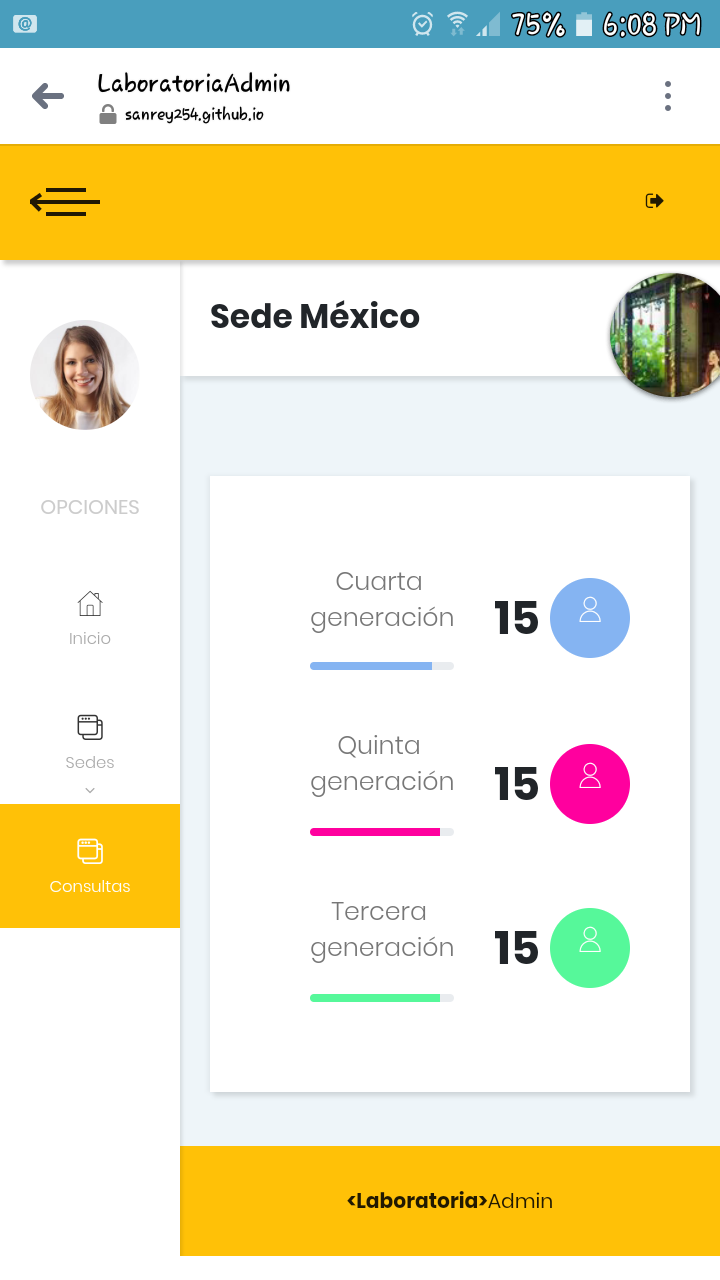 @
75%
6:08 PM
LaboratoriaAdmin
sanrey254.github.io
Sede México
OPCIONES
Inicio
Sedes
Consultas
Cuarta
generación
15
Quinta
generación
15
Tercera
generación
15
<Laboratoria>Admin